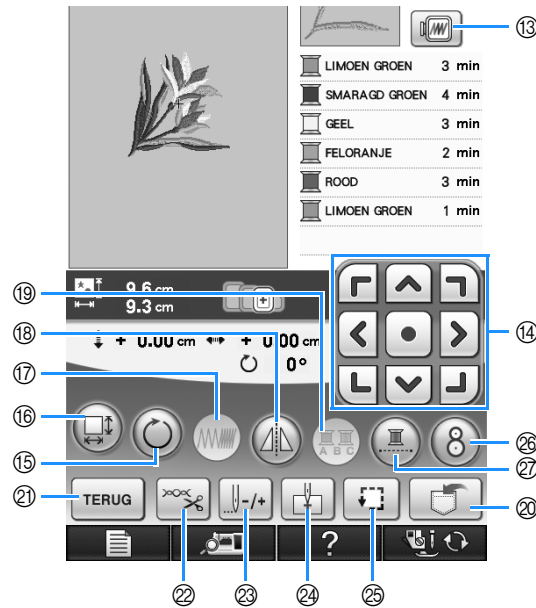 ⑬
LIMOEN GROEN 3 min
SMARAGD GROEN 4 min
GEEL 3 min
FELORANJE 2 min
ROOD 3 min
LIMOEN GROEN 1 min
⑲ 9.6 cm
9.3 cm
⑭
⑱
+ 0.00 cm + 0.00 cm
⑰ 0°
⑯
A B C
8 ㉖
⑮ ㉗
㉑ TERUG -/+ ⑳
?
㉒ ㉓ ㉔ ㉕